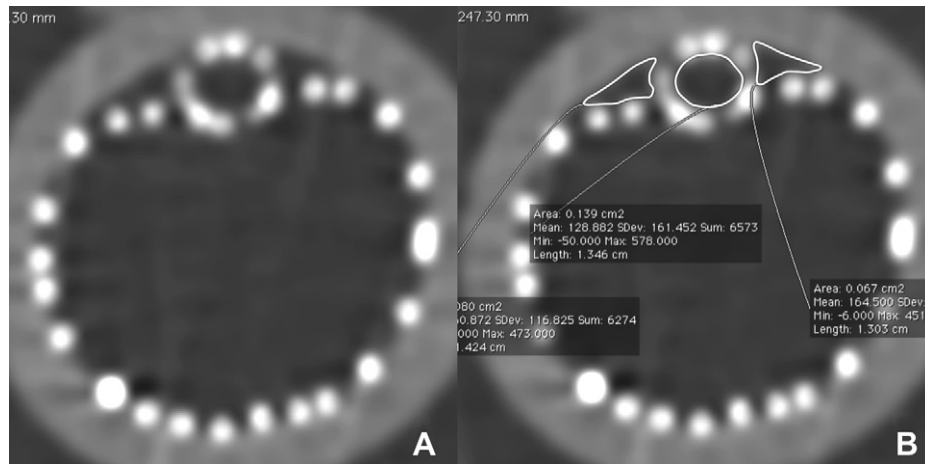 .30 mm
247.30 mm
Area: 0.139 cm2
Mean: 128.882 SDev: 161.452 Sum: 6573
Min: -50.000 Max: 578.000
Length: 1.346 cm
Area: 0.067 cm2
Mean: 164.500 SDev:
Min: -6.000 Max: 451
Length: 1.303 cm
080 cm2
0.872 SDev: 116.825 Sum: 6274
000 Max: 473.000
.424 cm
A
B